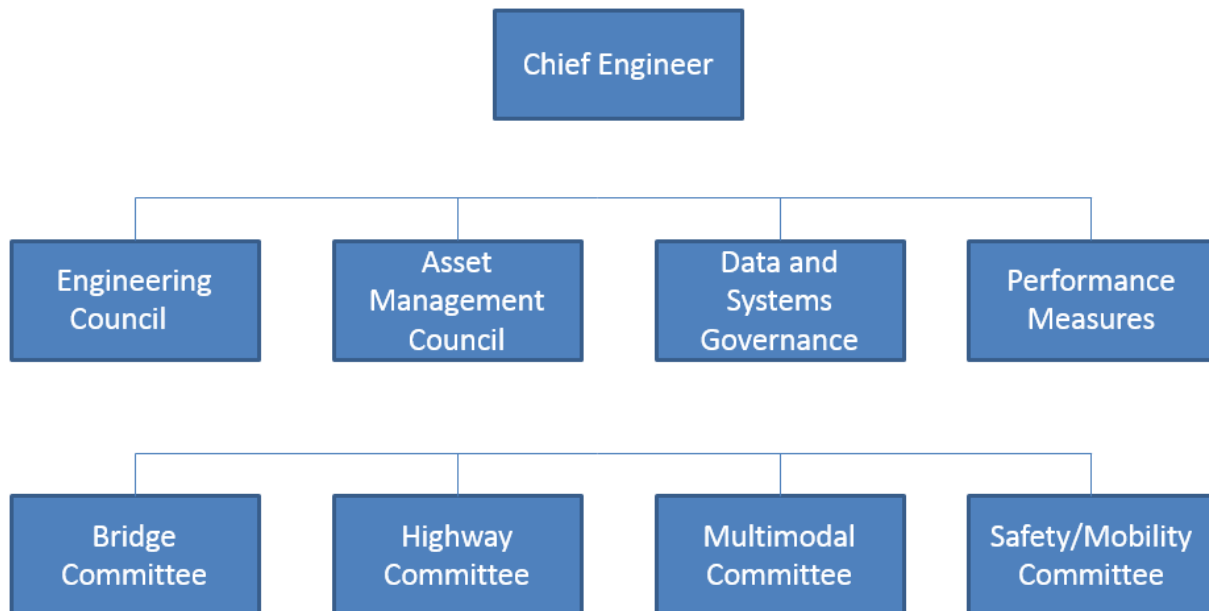 Chief Engineer
Engineering
Council
Asset
Management
Council
Data and
Systems
Governance
Performance
Measures
Bridge
Committee
Highway
Committee
Multimodal
Committee
Safety/Mobility
Committee